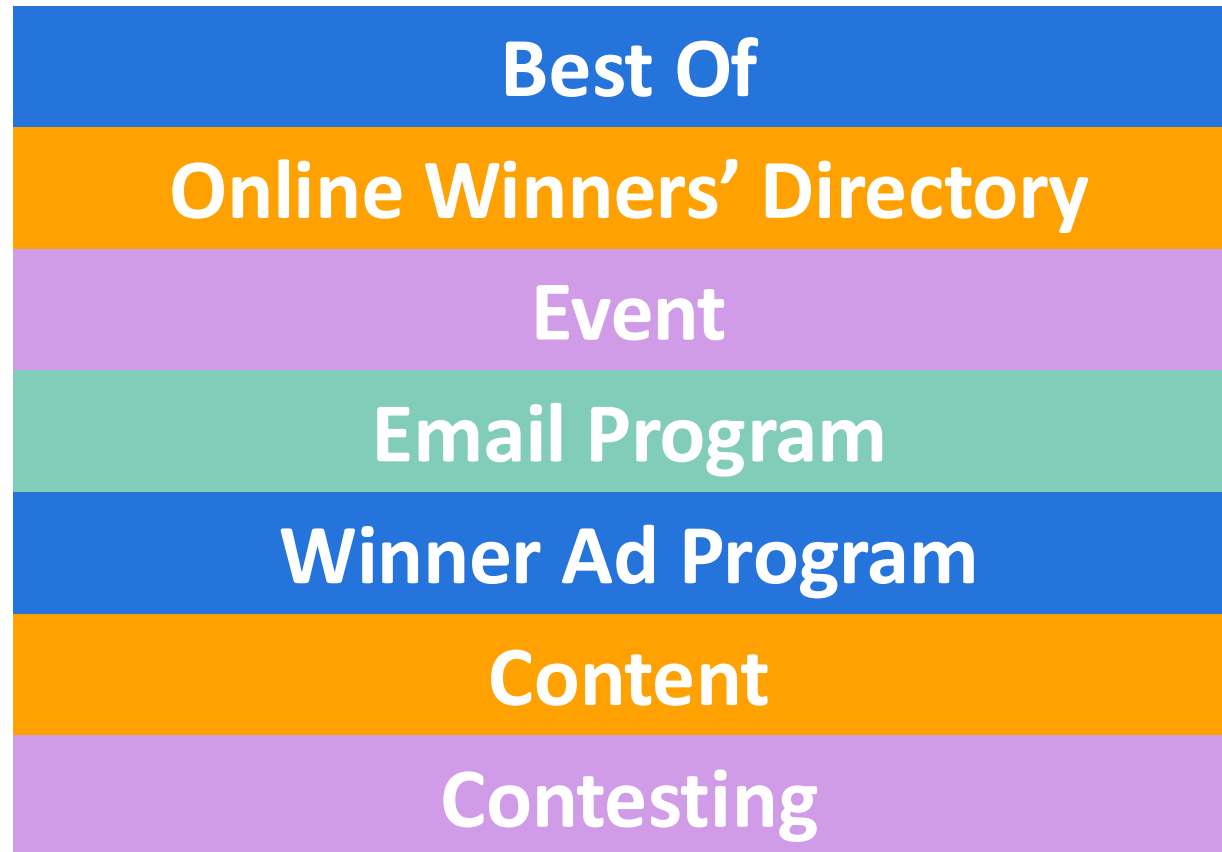 Best Of
Online Winners’ Directory
Event
Email Program
Winner Ad Program
Content
Contesting